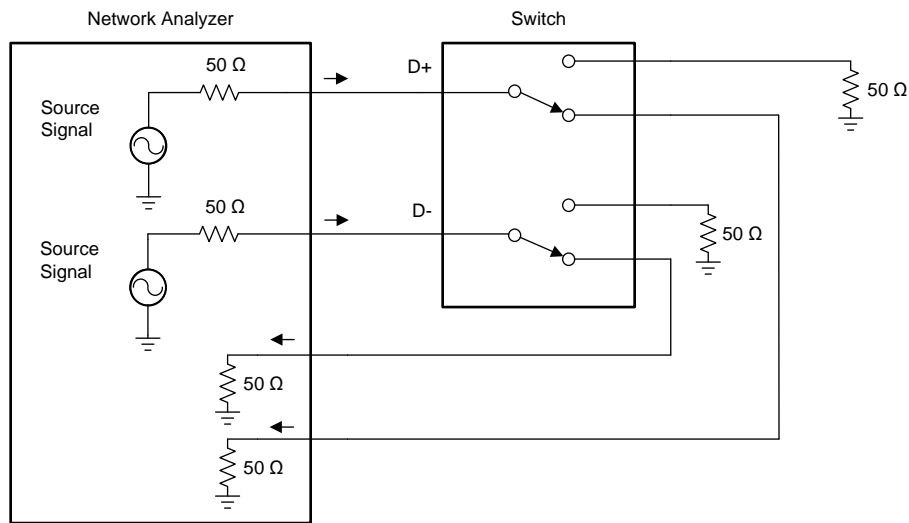 Network Analyzer
Switch
50 Ω
D+
50 Ω
Source
Signal
50 Ω
D-
50 Ω
Source
Signal
50 Ω
50 Ω